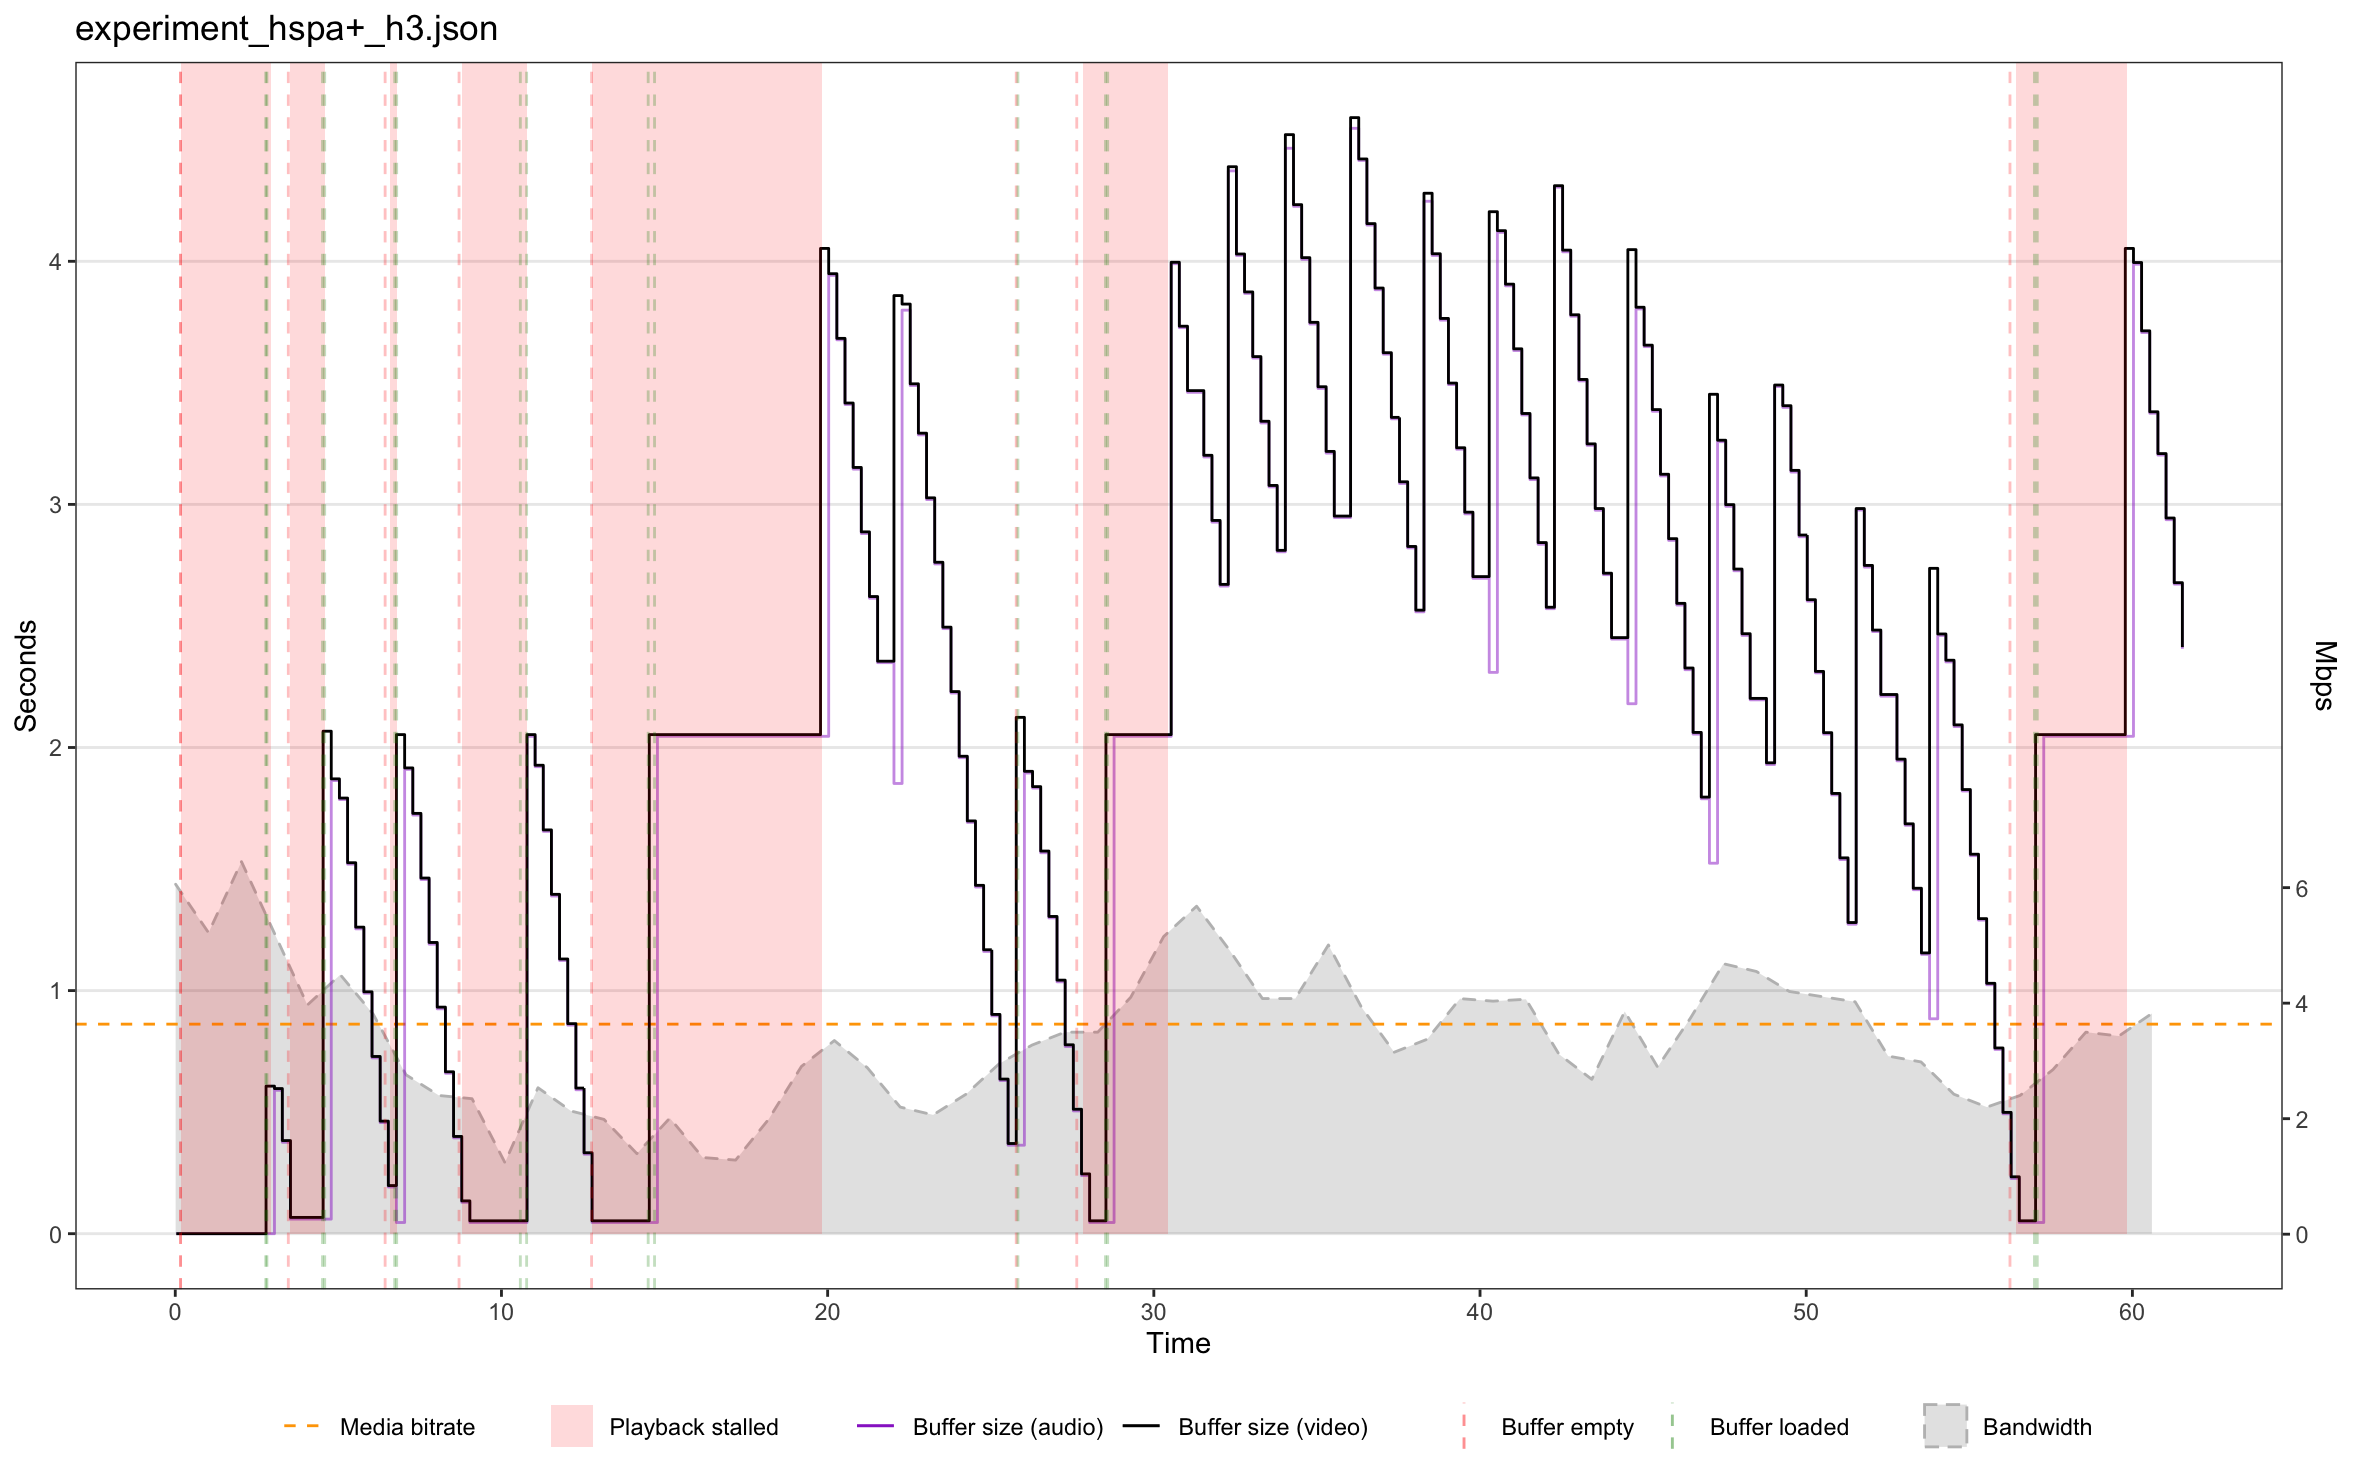 experiment_hspa+_h3.json
Seconds
4
3
2
1
0
Mbps
6
4
2
0
0 10 20 30 40 50 60
Time
Media bitrate Playback stalled Buffer size (audio) Buffer size (video) Buffer empty Buffer loaded Bandwidth